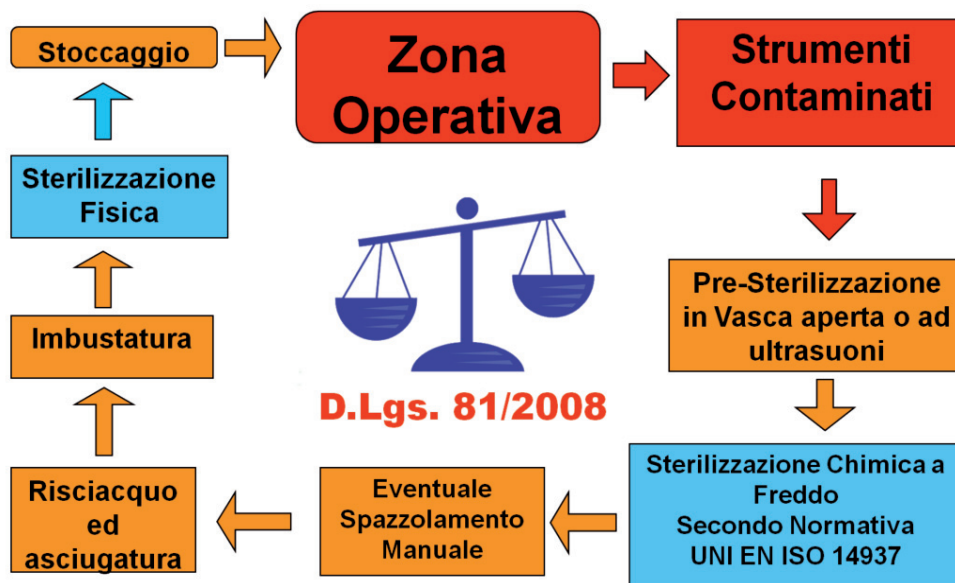 Stoccaggio
Zona
Operativa
Strumenti
Contaminati
Pre-Sterilizzazione
in Vasca aperta o ad
ultrasuoni
Sterilizzazione Chimica a
Freddo
Secondo Normativa
UNI EN ISO 14937
Eventuale
Spazzolamento
Manuale
Risciacquo
ed
asciugatura
Imbustatura
Sterilizzazione
Fisica
D.Lgs. 81/2008